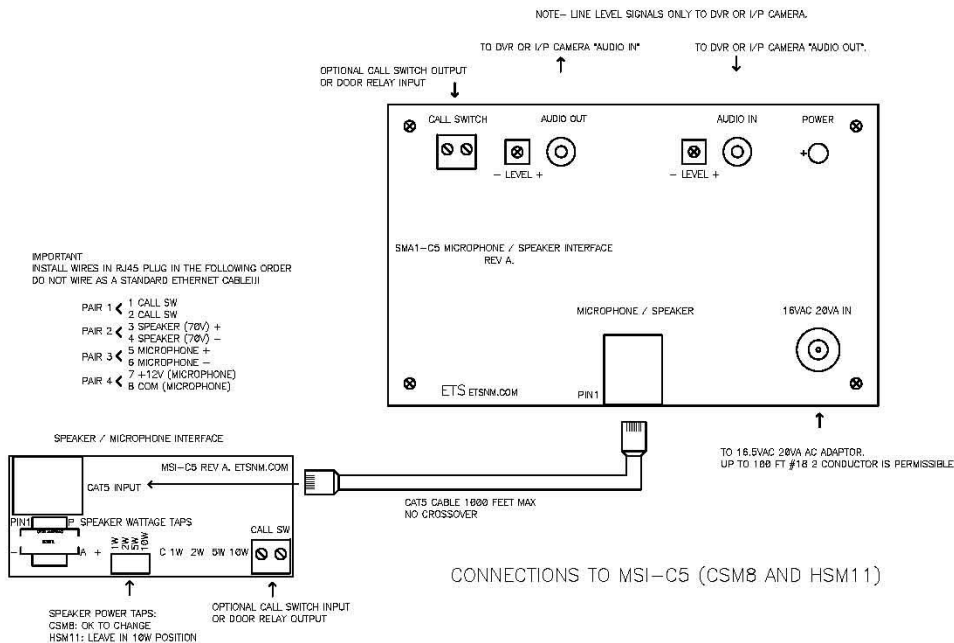 NOTE- LINE LEVEL SIGNALS ONLY TO DVR OR I/P CAMERA.
TO DVR OR I/P CAMERA "AUDIO IN"
TO DVR OR I/P CAMERA "AUDIO OUT".
OPTIONAL CALL SWITCH OUTPUT
OR DOOR RELAY INPUT
CALL SWITCH
AUDIO OUT
AUDIO IN
POWER
+
- LEVEL +
- LEVEL +
SMA1-C5 MICROPHONE / SPEAKER INTERFACE
REV A.
IMPORTANT
INSTALL WIRES IN RJ45 PLUG IN THE FOLLOWING ORDER
DO NOT WIRE AS A STANDARD ETHERNET CABLE!!!
PAIR 1 < 1 CALL SW
2 CALL SW
PAIR 2 < 3 SPEAKER (70V) +
4 SPEAKER (70V) -
PAIR 3 < 5 MICROPHONE +
6 MICROPHONE -
PAIR 4 < 7 +12V (MICROPHONE)
8 COM (MICROPHONE)
MICROPHONE / SPEAKER
16VAC 20VA IN
ETS ETSNM.COM
PIN1
TO 16.5VAC 20VA AC ADAPTOR.
UP TO 100 FT #18 2 CONDUCTOR IS PERMISSIBLE
SPEAKER / MICROPHONE INTERFACE
MSI-C5 REV A. ETSNM.COM
CAT5 INPUT
CAT5 CABLE 1000 FEET MAX
NO CROSSOVER
PIN1 P SPEAKER WATTAGE TAPS
CALL SW
- A + 1W 2W 5W 10W C 1W 2W 5W 10W
CONNECTIONS TO MSI-C5 (CSM8 AND HSM11)
SPEAKER POWER TAPS:
CSM8: OK TO CHANGE
HSM11: LEAVE IN 10W POSITION
OPTIONAL CALL SWITCH INPUT
OR DOOR RELAY OUTPUT